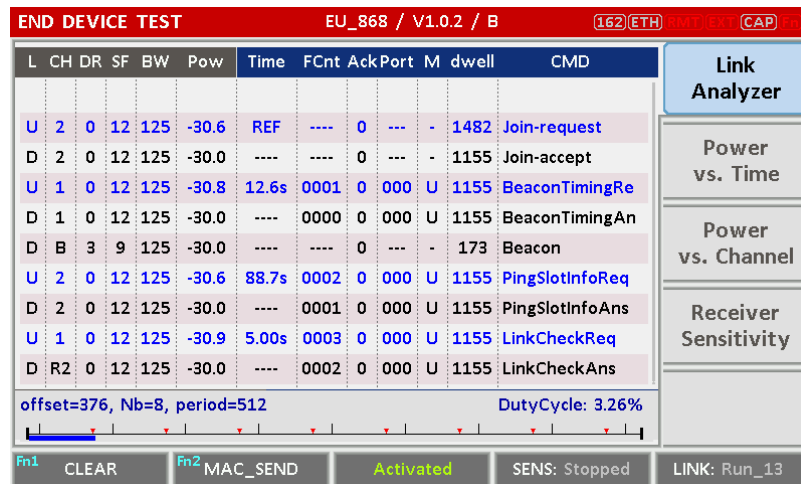 END DEVICE TEST EU_868 / V1.0.2 / B 162 ETH RMT EXT CAP Fn
L CH DR SF BW Pow Time FCnt Ack Port M dwell CMD
U 2 0 12 125 -30.6 REF ---- 0 --- - 1482 Join-request
D 2 0 12 125 -30.0 ---- ---- 0 --- - 1155 Join-accept
U 1 0 12 125 -30.8 12.6s 0001 0 000 U 1155 BeaconTimingRe
D 1 0 12 125 -30.0 ---- 0000 0 000 U 1155 BeaconTimingAn
D B 3 9 125 -30.0 ---- ---- 0 --- - 173 Beacon
U 2 0 12 125 -30.6 88.7s 0002 0 000 U 1155 PingSlotInfoReq
D 2 0 12 125 -30.0 ---- 0001 0 000 U 1155 PingSlotInfoAns
U 1 0 12 125 -30.9 5.00s 0003 0 000 U 1155 LinkCheckReq
D R2 0 12 125 -30.0 ---- 0002 0 000 U 1155 LinkCheckAns
offset=376, Nb=8, period=512 DutyCycle: 3.26%
Link
Analyzer
Power
vs. Time
Power
vs. Channel
Receiver
Sensitivity
Fn1 CLEAR Fn2 MAC_SEND Activated SENS: Stopped LINK: Run_13